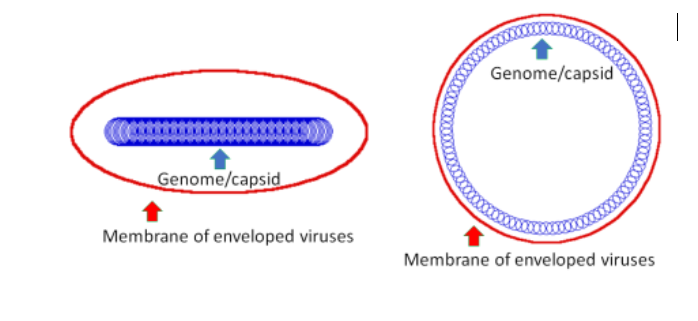 Genome/capsid
Membrane of enveloped viruses
Genome/capsid
Membrane of enveloped viruses